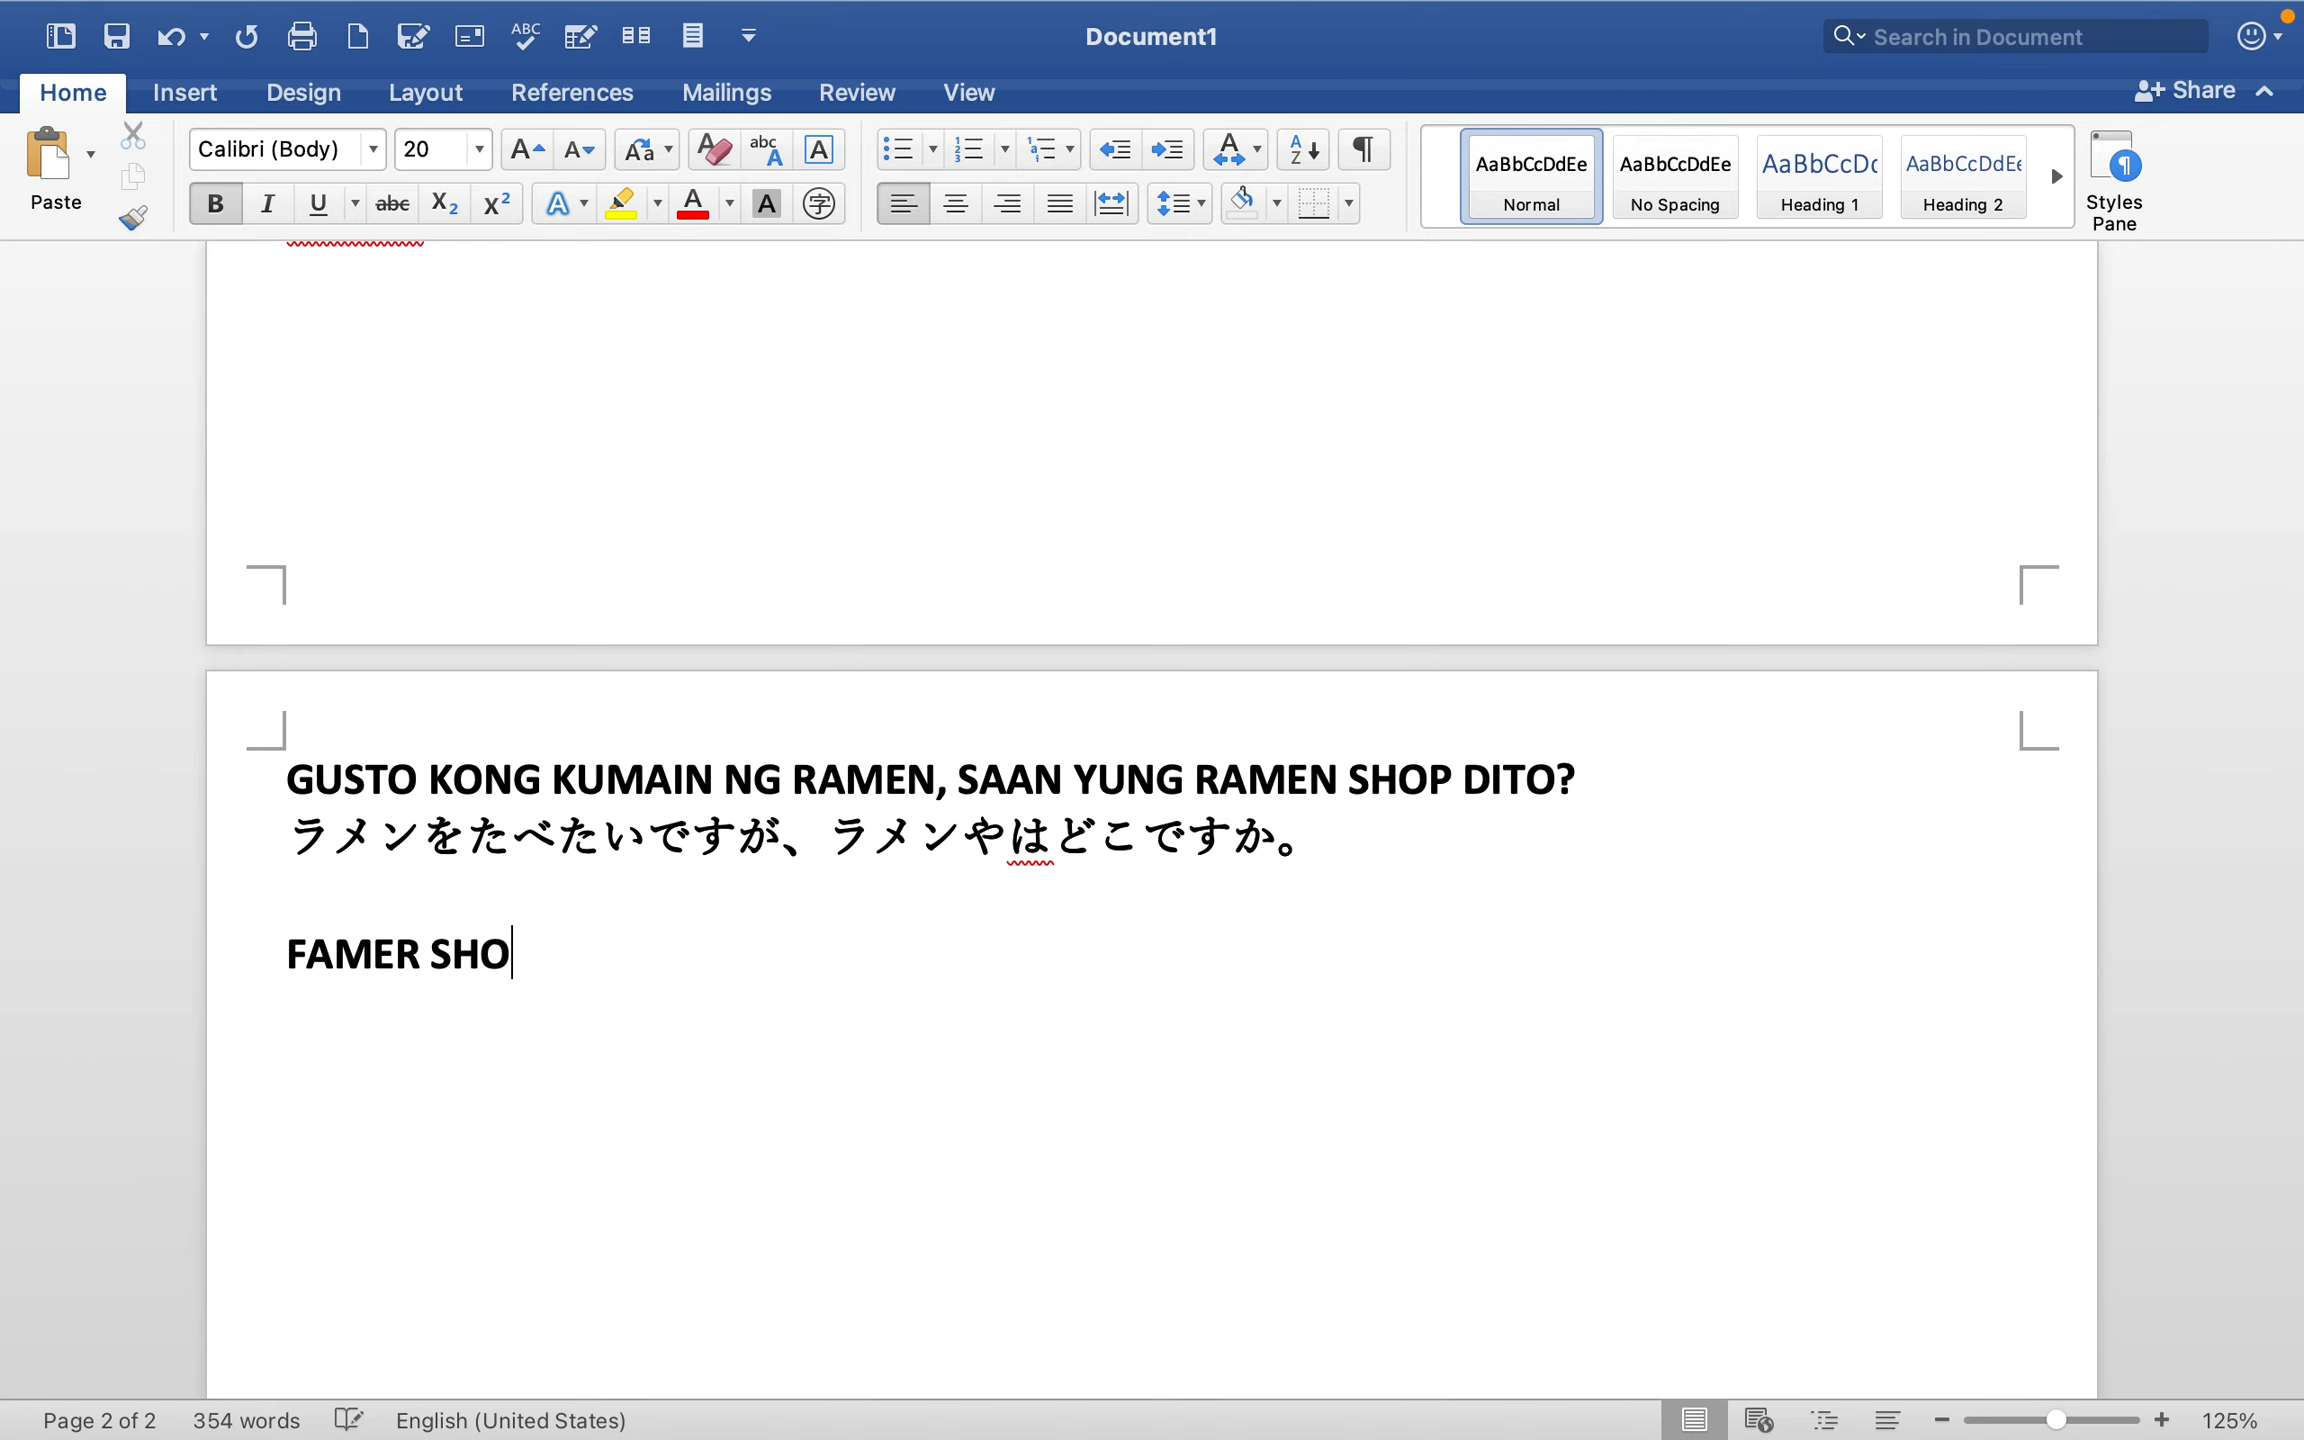 Document1
Search in Document
Home Insert Design Layout References Mailings Review View
Share
Paste
Calibri (Body) 20
AaBbCcDdEe AaBbCcDdEe AaBbCcDc AaBbCcDdEe
Normal No Spacing Heading 1 Heading 2
Styles Pane
GUSTO KONG KUMAIN NG RAMEN, SAAN YUNG RAMEN SHOP DITO?
ラメンをたべたいですが、ラメンやはどこですか。
FAMER SHO
Page 2 of 2 354 words English (United States) 125%